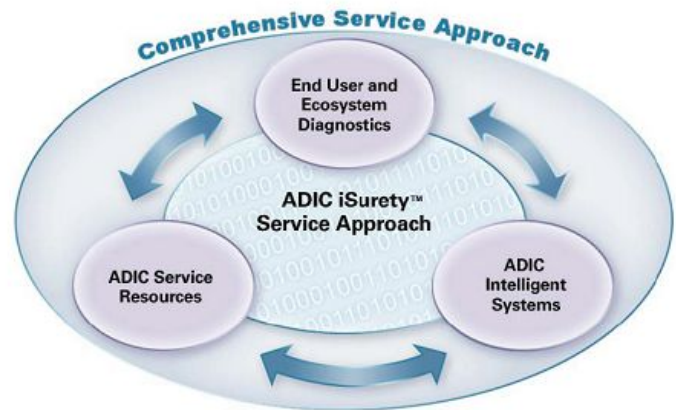 Comprehensive Service Approach
End User and
Ecosystem
Diagnostics
ADIC iSurety™
Service Approach
ADIC Service
Resources
ADIC
Intelligent
Systems